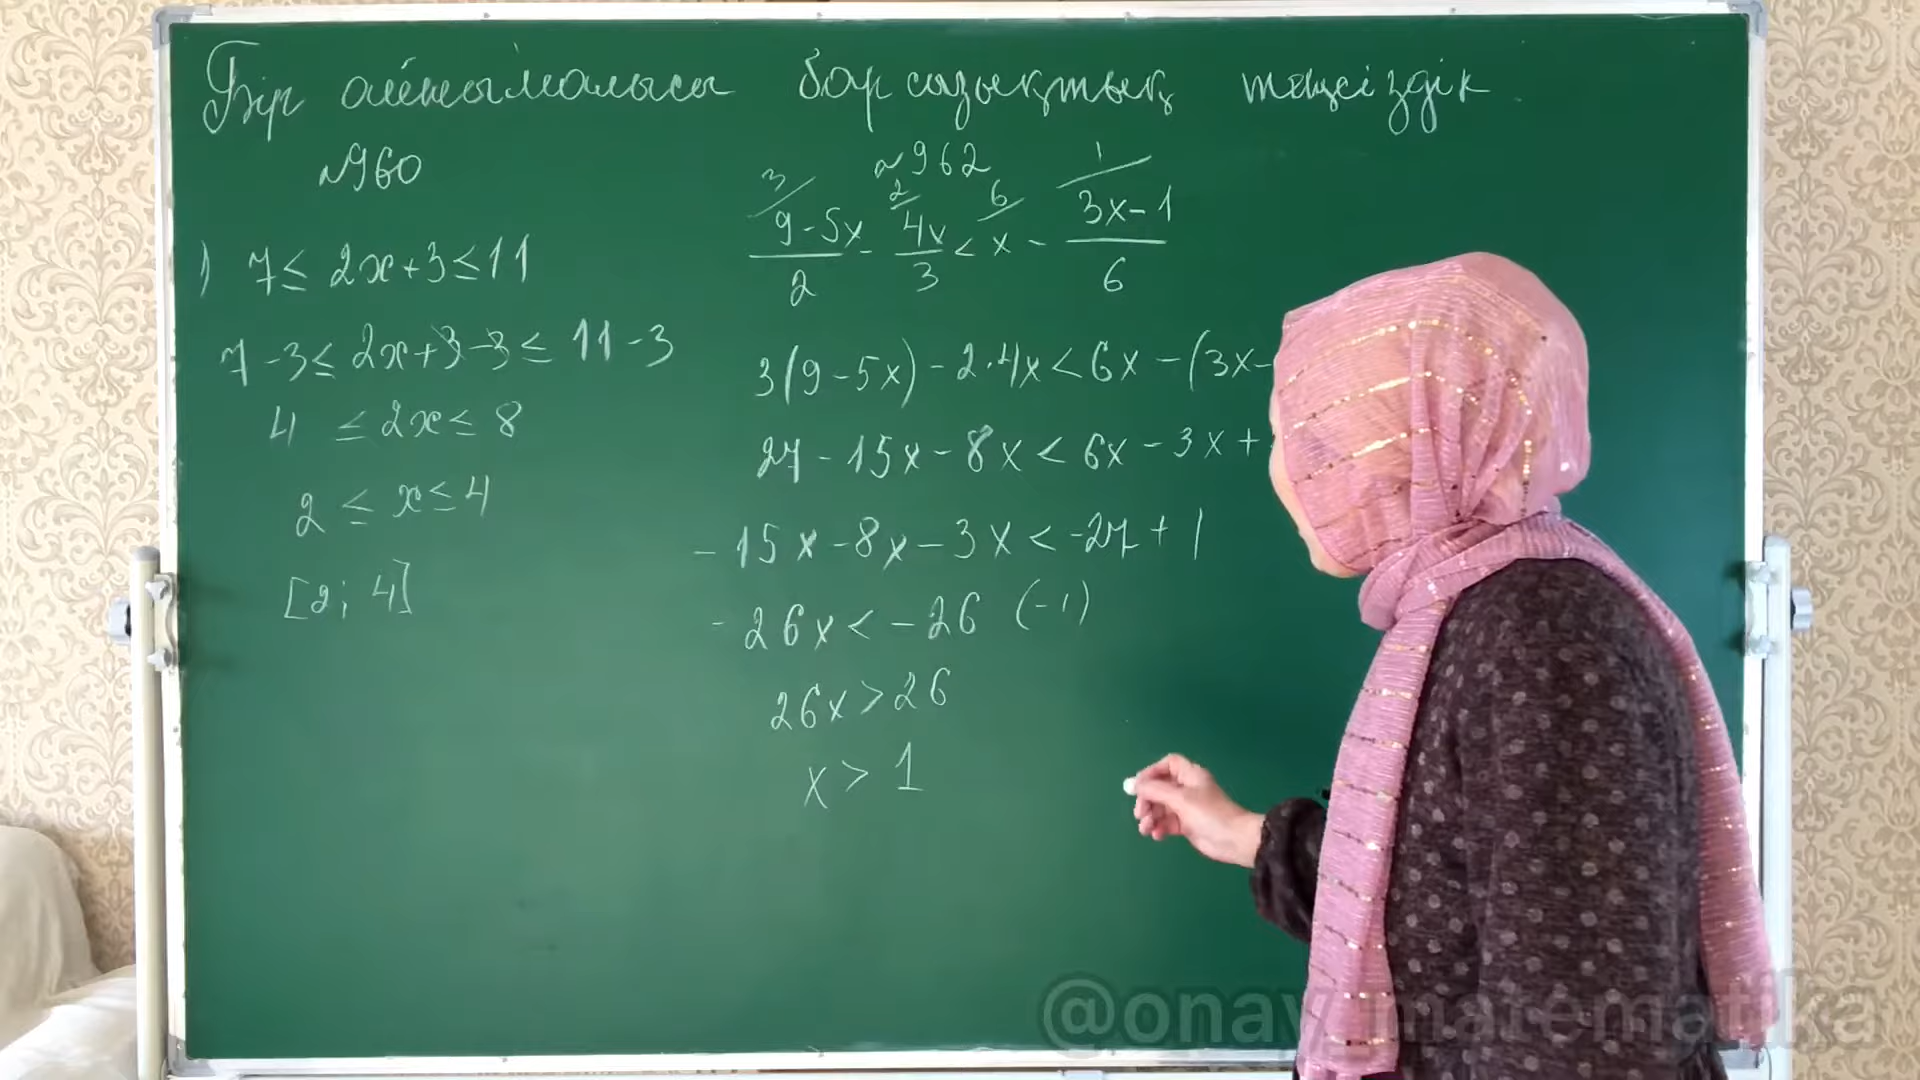 Бір айнымалысы бар сызықтық теңсіздік.
№960
1) 7 ≤ 2x+3 ≤ 11
7-3 ≤ 2x+3-3 ≤ 11-3
4 ≤ 2x ≤ 8
2 ≤ x ≤ 4
[2; 4]
№962
3/ 2/ 6/ 1/
(9-5x)/2 - 4x/3 < x - (3x-1)/6
3(9-5x)-2·4x<6x-(3x-
27-15x-8x<6x-3x+
-15x-8x-3x<-27+1
-26x<-26 (-1)
26x>26
x > 1
@onay_matematika